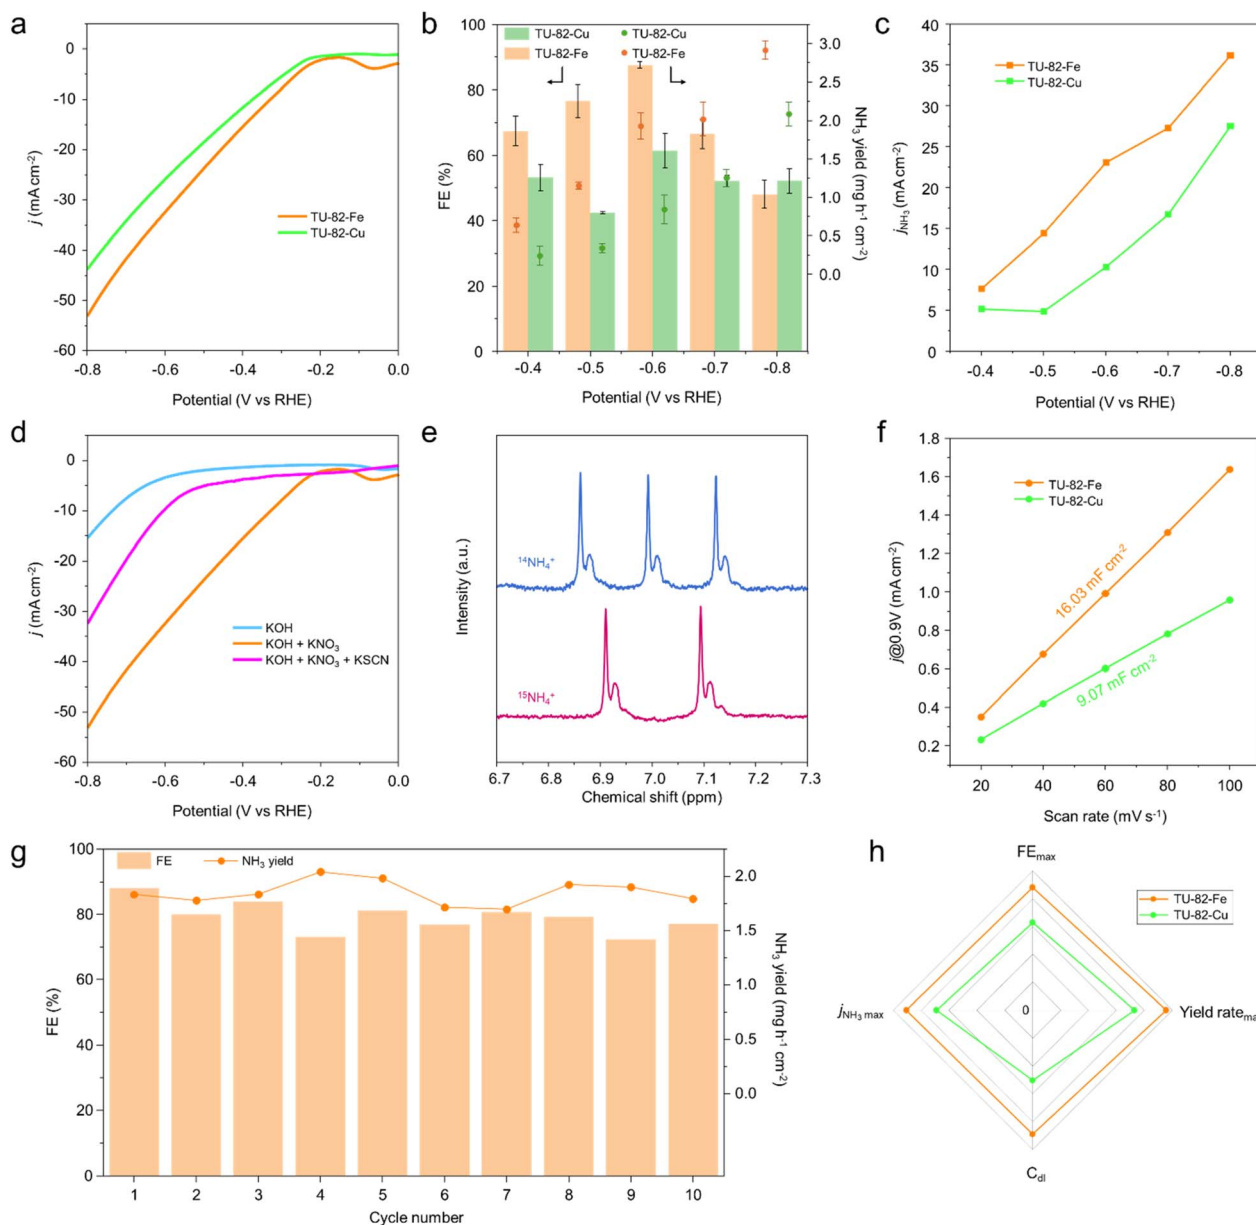 a
0
-10
-20
-30
-40
-50
-60
j (mA cm⁻²)
TU-82-Fe
TU-82-Cu
-0.8 -0.6 -0.4 -0.2 0.0
Potential (V vs RHE)
b
100
80
60
40
20
0
FE (%)
TU-82-Cu TU-82-Cu
TU-82-Fe TU-82-Fe
3.0
2.5
2.0
1.5
1.0
0.5
0.0
NH₃ yield (mg h⁻¹ cm⁻²)
-0.4 -0.5 -0.6 -0.7 -0.8
Potential (V vs RHE)
c
40
35
30
25
20
15
10
5
0
jNH₃ (mA cm⁻²)
TU-82-Fe
TU-82-Cu
-0.4 -0.5 -0.6 -0.7 -0.8
Potential (V vs RHE)
d
0
-10
-20
-30
-40
-50
-60
j (mA cm⁻²)
KOH
KOH + KNO₃
KOH + KNO₃ + KSCN
-0.8 -0.6 -0.4 -0.2 0.0
Potential (V vs RHE)
e
Intensity (a.u.)
¹⁴NH₄⁺
¹⁵NH₄⁺
6.7 6.8 6.9 7.0 7.1 7.2 7.3
Chemical shift (ppm)
f
1.8
1.6
1.4
1.2
1.0
0.8
0.6
0.4
0.2
j@0.9V (mA cm⁻²)
TU-82-Fe
TU-82-Cu
16.03 mF cm⁻²
9.07 mF cm⁻²
20 40 60 80 100
Scan rate (mV s⁻¹)
g
100
80
60
40
20
0
FE (%)
FE NH₃ yield
2.0
1.5
1.0
0.5
0.0
NH₃ yield (mg h⁻¹ cm⁻²)
1 2 3 4 5 6 7 8 9 10
Cycle number
h
FEmax
TU-82-Fe
TU-82-Cu
jNH₃ max
0
Yield ratema
Cdl